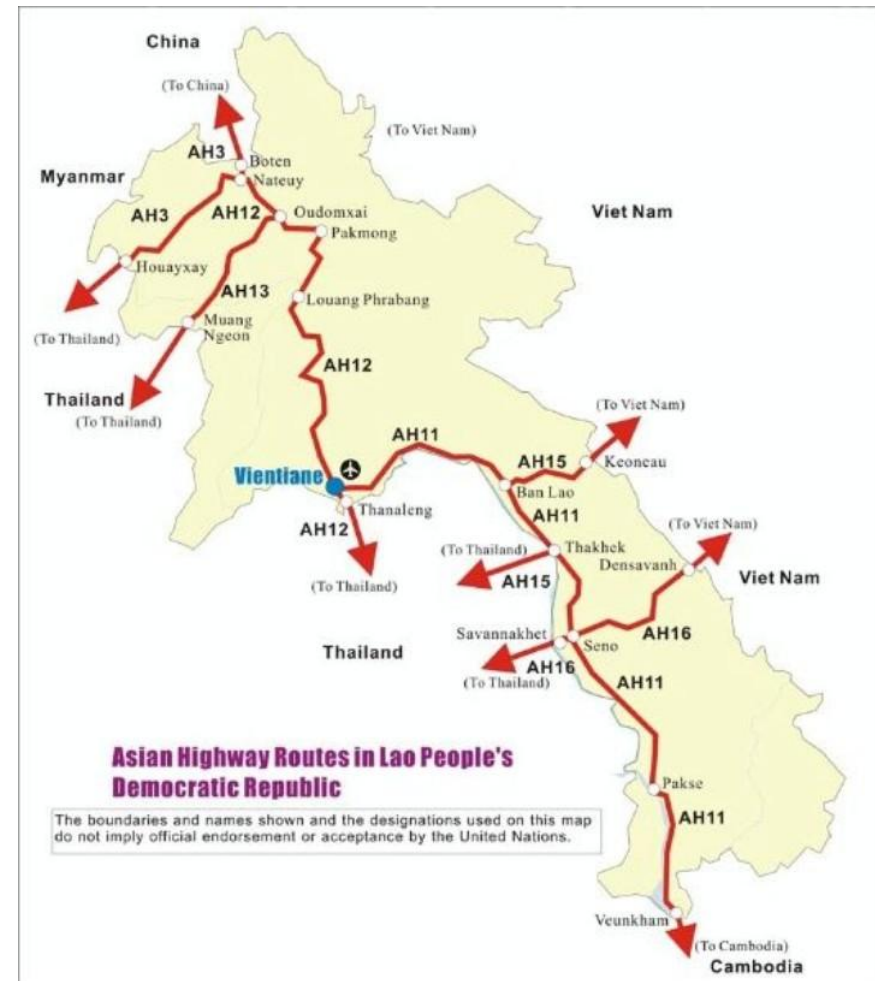 China
(To China)
(To Viet Nam)
AH3
Boten
Myanmar
Nateuy
AH3
AH12
Oudomxai
Viet Nam
Pakmong
Houayxay
AH13
Louang Phrabang
Muang
Ngeon
(To Thailand)
AH12
Thailand
(To Thailand)
(To Viet Nam)
AH11
AH15
Keoneau
Vientiane
Ban Lao
Thanaleng
AH11
AH12
(To Viet Nam)
(To Thailand)
Thakhek
Densavanh
AH15
Viet Nam
(To Thailand)
Savannakhet
AH16
Seno
Thailand
AH16
(To Thailand)
AH11
Asian Highway Routes in Lao People's
Democratic Republic
Pakse
The boundaries and names shown and the designations used on this map
do not imply official endorsement or acceptance by the United Nations.
AH11
Veunkham
(To Cambodia)
Cambodia